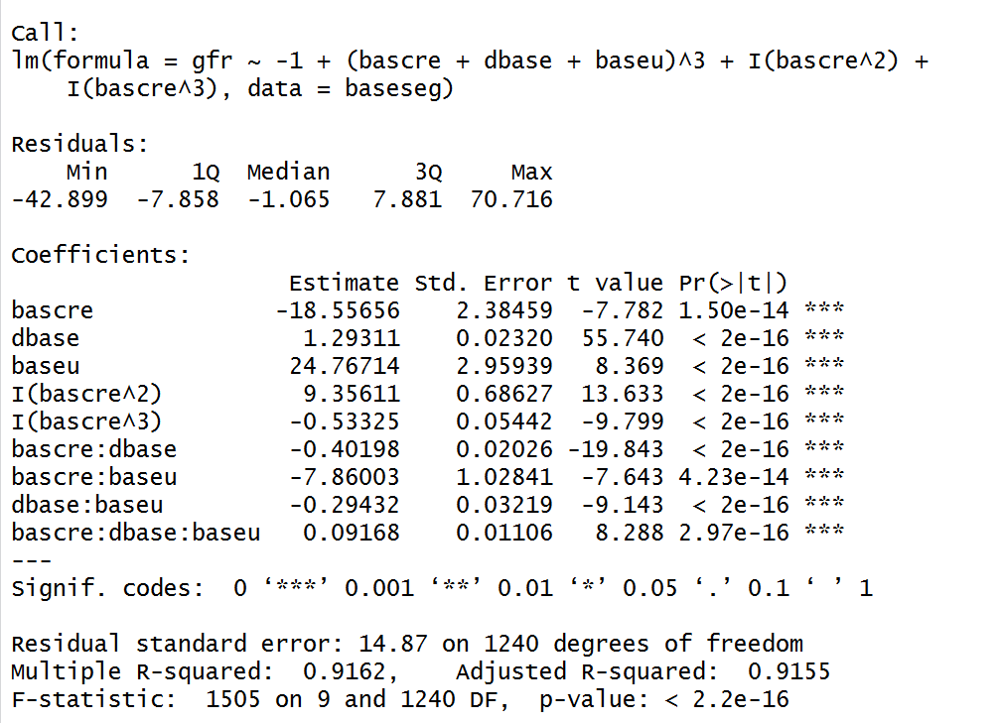 Call:
lm(formula = gfr ~ -1 + (bascre + dbase + baseu)^3 + I(bascre^2) +
    I(bascre^3), data = baseseg)

Residuals:
    Min      1Q  Median      3Q     Max
-42.899  -7.858  -1.065   7.881  70.716

Coefficients:
                    Estimate Std. Error t value Pr(>|t|)
bascre             -18.55656    2.38459  -7.782 1.50e-14 ***
dbase                1.29311    0.02320  55.740  < 2e-16 ***
baseu               24.76714    2.95939   8.369  < 2e-16 ***
I(bascre^2)          9.35611    0.68627  13.633  < 2e-16 ***
I(bascre^3)         -0.53325    0.05442  -9.799  < 2e-16 ***
bascre:dbase        -0.40198    0.02026 -19.843  < 2e-16 ***
bascre:baseu        -7.86003    1.02841  -7.643 4.23e-14 ***
dbase:baseu         -0.29432    0.03219  -9.143  < 2e-16 ***
bascre:dbase:baseu   0.09168    0.01106   8.288 2.97e-16 ***
---
Signif. codes:  0 ‘***’ 0.001 ‘**’ 0.01 ‘*’ 0.05 ‘.’ 0.1 ‘ ’ 1

Residual standard error: 14.87 on 1240 degrees of freedom
Multiple R-squared:  0.9162,    Adjusted R-squared:  0.9155
F-statistic:  1505 on 9 and 1240 DF,  p-value: < 2.2e-16